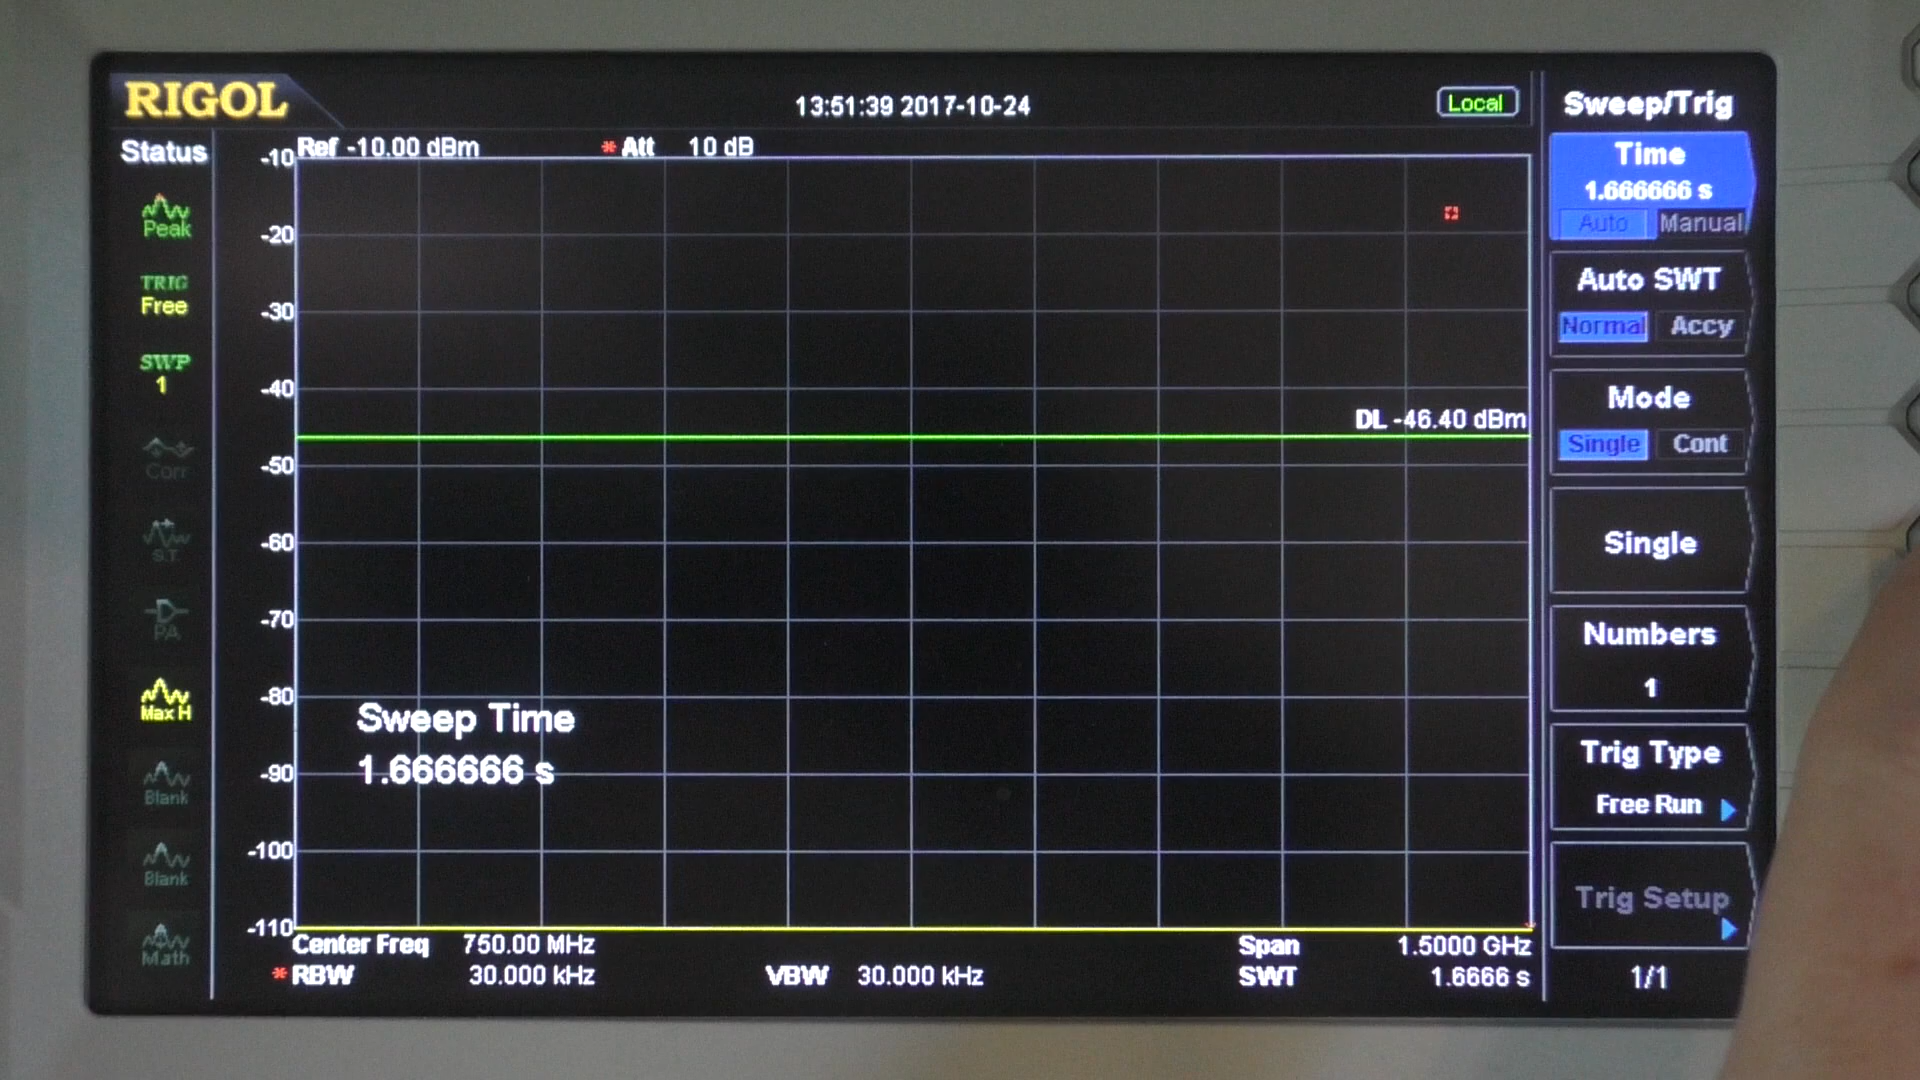 RIGOL
13:51:39 2017-10-24
Local
Status
Peak
TRIG
Free
SWP
1
Corr
S.T.
PA
Max H
Blank
Blank
Math
Ref -10.00 dBm
* Att 10 dB
-10
-20
-30
-40
-50
-60
-70
-80
-90
-100
-110
DL -46.40 dBm
Sweep Time
1.666666 s
Center Freq 750.00 MHz
Span 1.5000 GHz
* RBW 30.000 kHz
VBW 30.000 kHz
SWT 1.6666 s
Sweep/Trig
Time
1.666666 s
Auto Manual
Auto SWT
Normal Accy
Mode
Single Cont
Single
Numbers
1
Trig Type
Free Run
Trig Setup
1/1